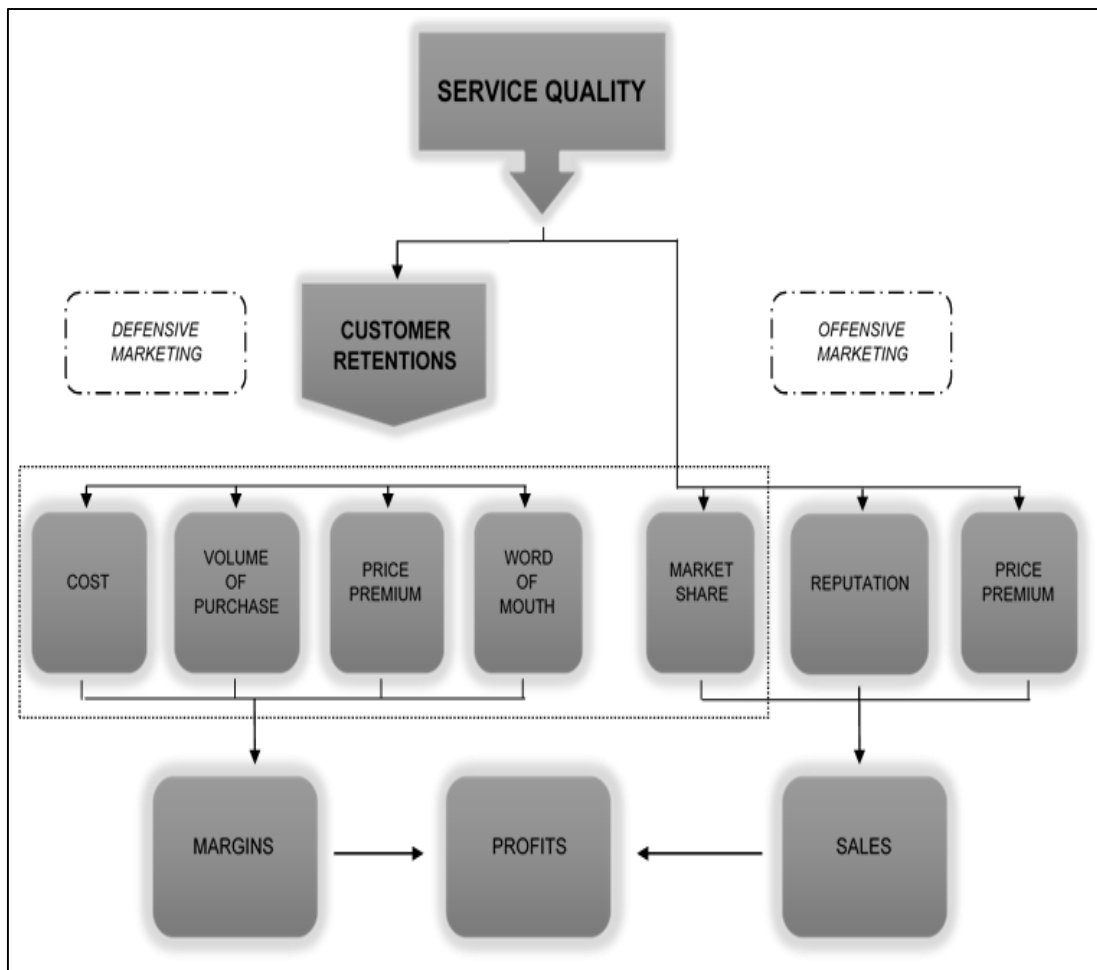 SERVICE QUALITY
DEFENSIVE
MARKETING
CUSTOMER
RETENTIONS
OFFENSIVE
MARKETING
COST
VOLUME
OF
PURCHASE
PRICE
PREMIUM
WORD
OF
MOUTH
MARKET
SHARE
REPUTATION
PRICE
PREMIUM
MARGINS
PROFITS
SALES